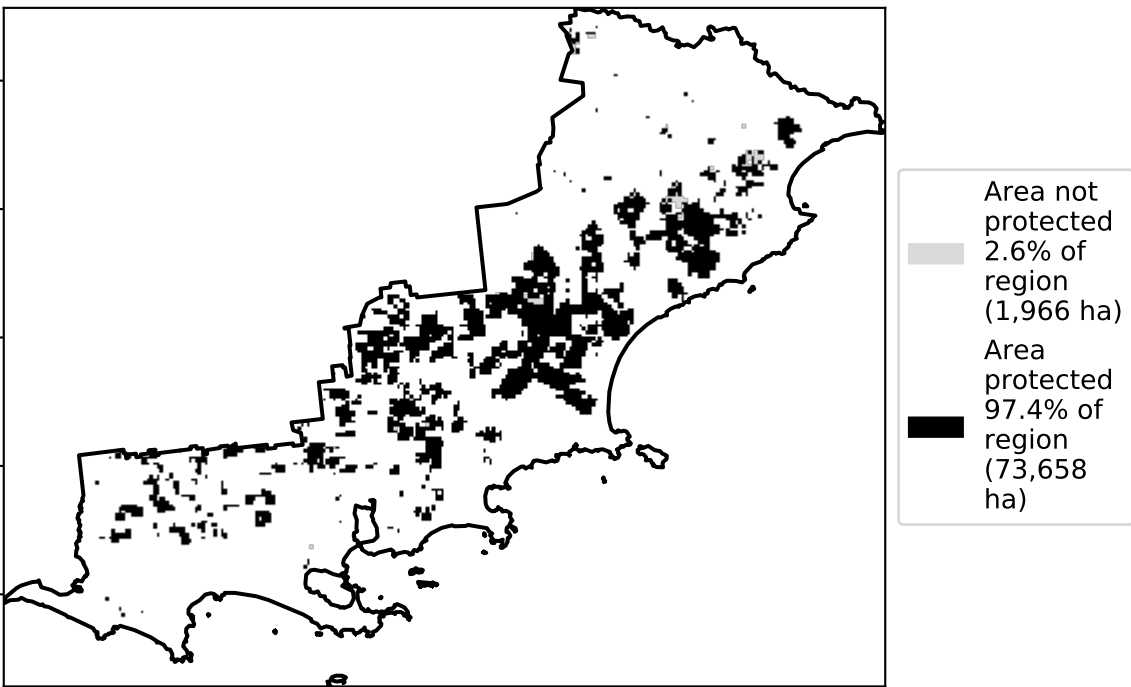 Area not
protected
2.6% of
region
(1,966 ha)
Area
protected
97.4% of
region
(73,658
ha)